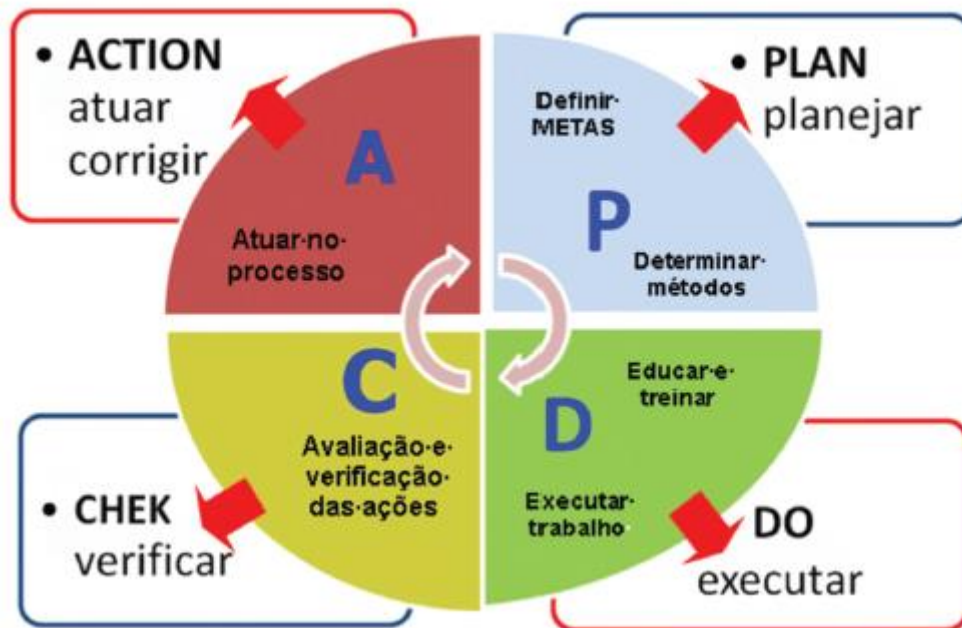 • ACTION
atuar
corrigir
• PLAN
planejar
Definir-
METAS
A
P
Atuar·no·
processo
Determinar·
métodos
C
Educar·e·
treinar
D
Avaliação·e·
verificação·
das·ações
Executar·
trabalho
• CHEK
verificar
• DO
executar